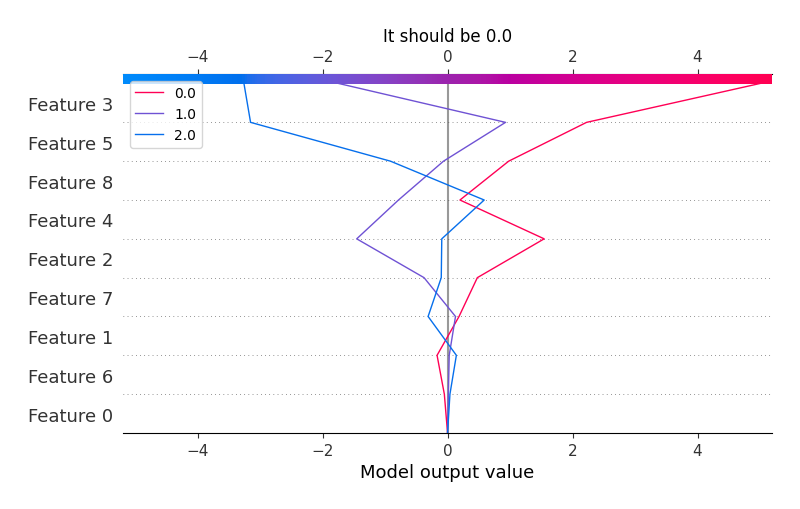 It should be 0.0
−4 −2 0 2 4
0.0
1.0
2.0
Feature 3
Feature 5
Feature 8
Feature 4
Feature 2
Feature 7
Feature 1
Feature 6
Feature 0
−4 −2 0 2 4
Model output value